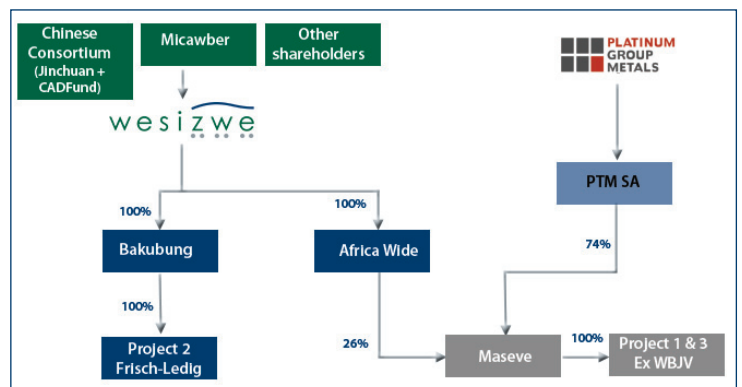 Chinese
Consortium
(Jinchuan +
CADFund)
Micawber
Other
shareholders
PLATINUM
GROUP
METALS
wesizwe
PTM SA
100%
100%
74%
Bakubung
Africa Wide
100%
26%
Project 2
Frisch-Ledig
Maseve
100%
Project 1 & 3
Ex WBJV